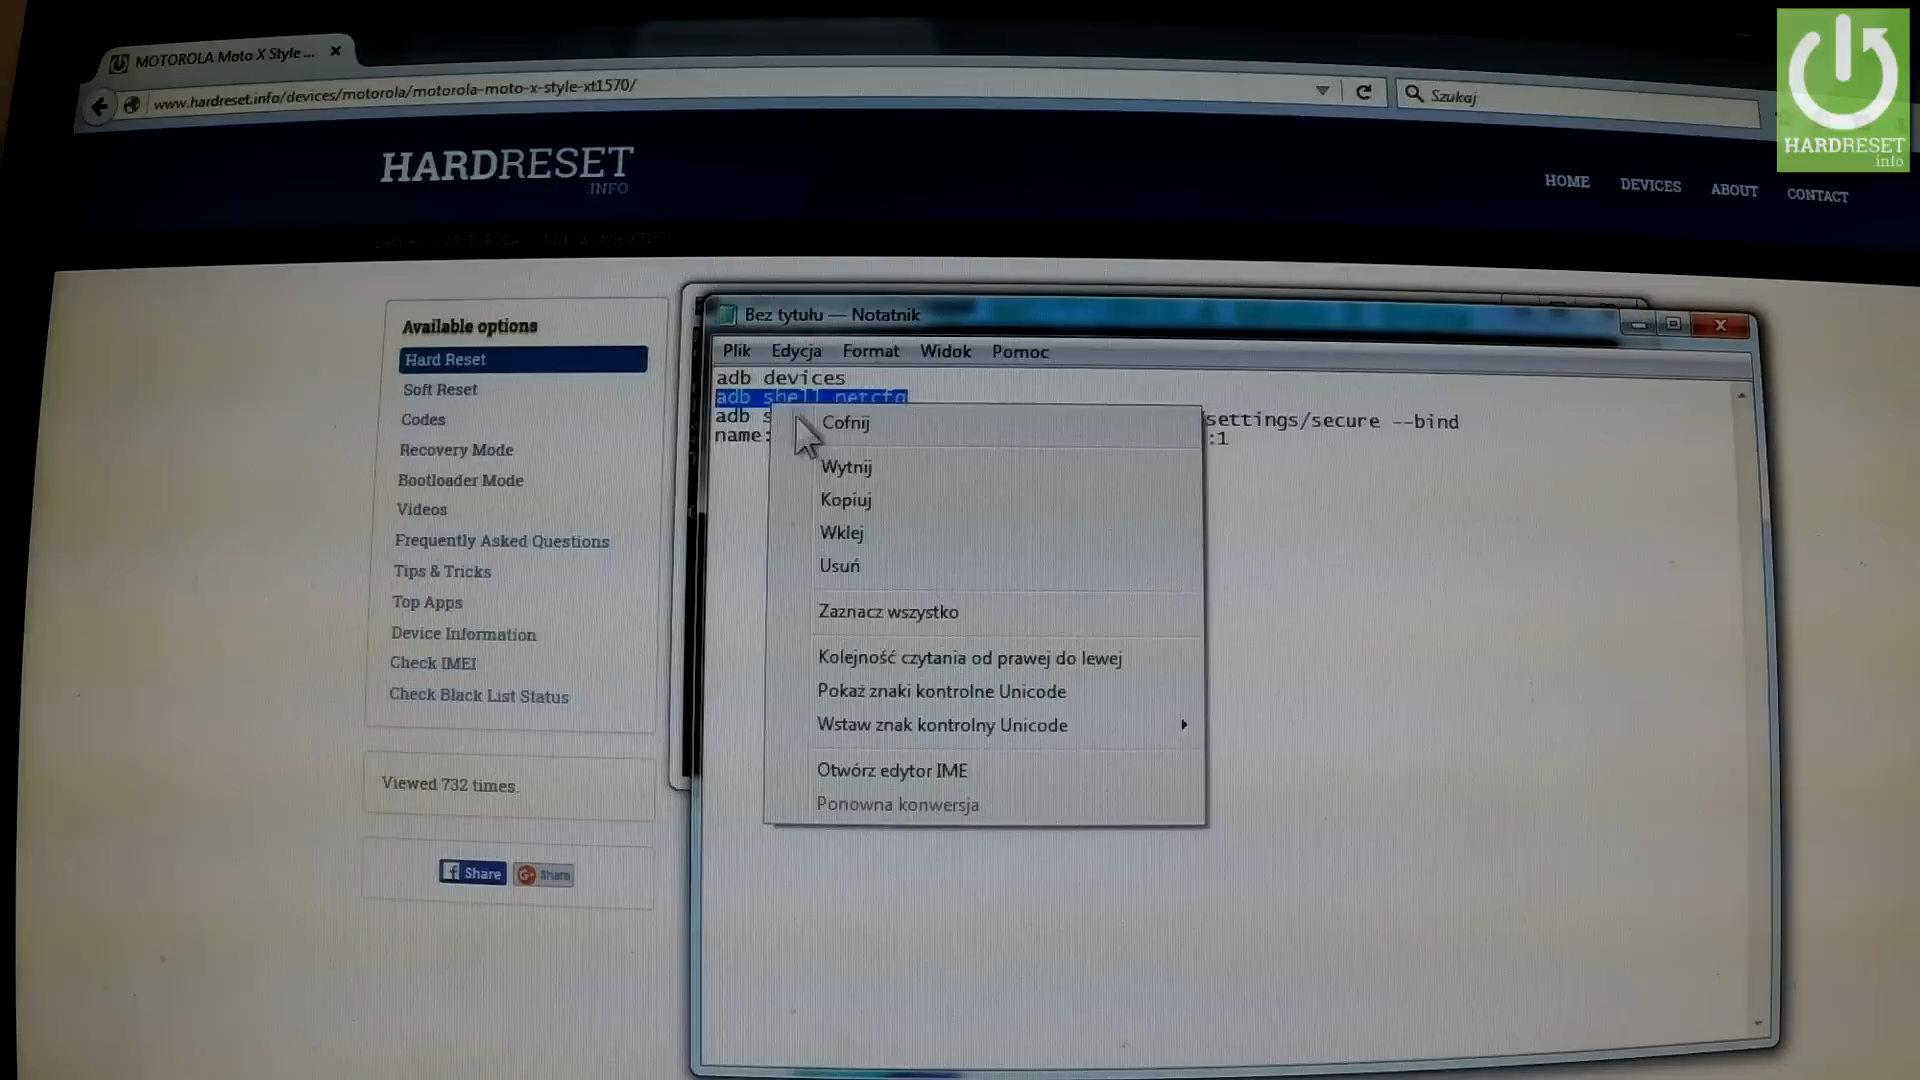 MOTOROLA Moto X Style ...
www.hardreset.info/devices/motorola/motorola-moto-x-style-xt1570/
Szukaj
HARDRESET
.info
HARDRESET
.INFO
HOME
DEVICES
ABOUT
CONTACT
Available options
Hard Reset
Soft Reset
Codes
Recovery Mode
Bootloader Mode
Videos
Frequently Asked Questions
Tips & Tricks
Top Apps
Device Information
Check IMEI
Check Black List Status
Viewed 732 times.
Share
Share
Bez tytułu — Notatnik
Plik Edycja Format Widok Pomoc
adb devices
adb shell netcfg
adb s settings/secure --bind
name: :1
Cofnij
Wytnij
Kopiuj
Wklej
Usuń
Zaznacz wszystko
Kolejność czytania od prawej do lewej
Pokaż znaki kontrolne Unicode
Wstaw znak kontrolny Unicode
Otwórz edytor IME
Ponowna konwersja